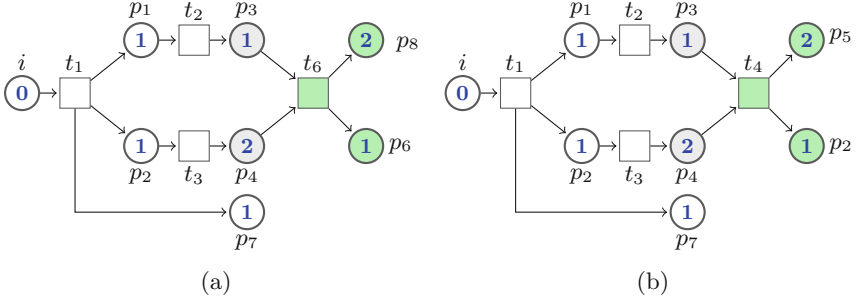 p₁ t₂ p₃
1 1 2 p₈
i t₁ t₆
0
1 2 1 p₆
p₂ t₃ p₄
1
p₇
(a)
p₁ t₂ p₃
1 1 2 p₅
i t₁ t₄
0
1 2 1 p₂
p₂ t₃ p₄
1
p₇
(b)